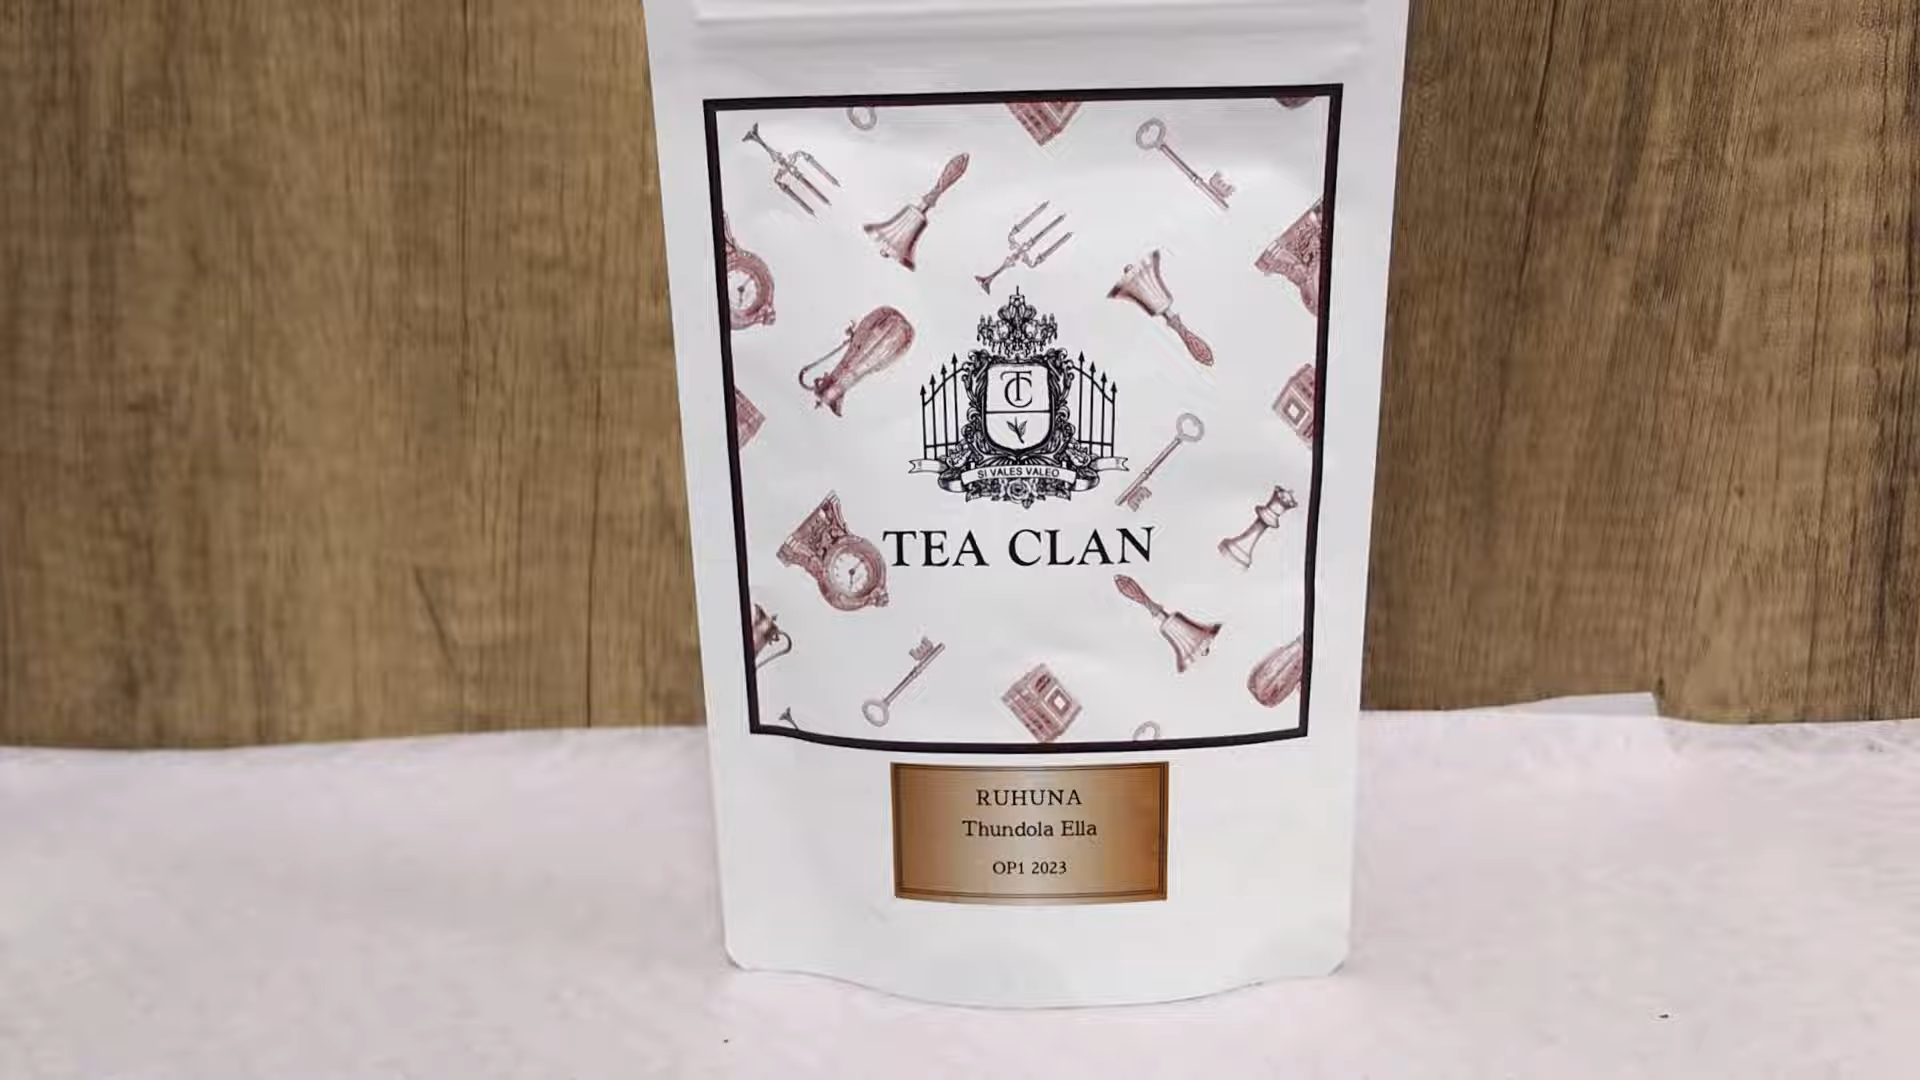 TC
SI VALES VALEO
TEA CLAN
RUHUNA
Thundola Ella
OP1 2023